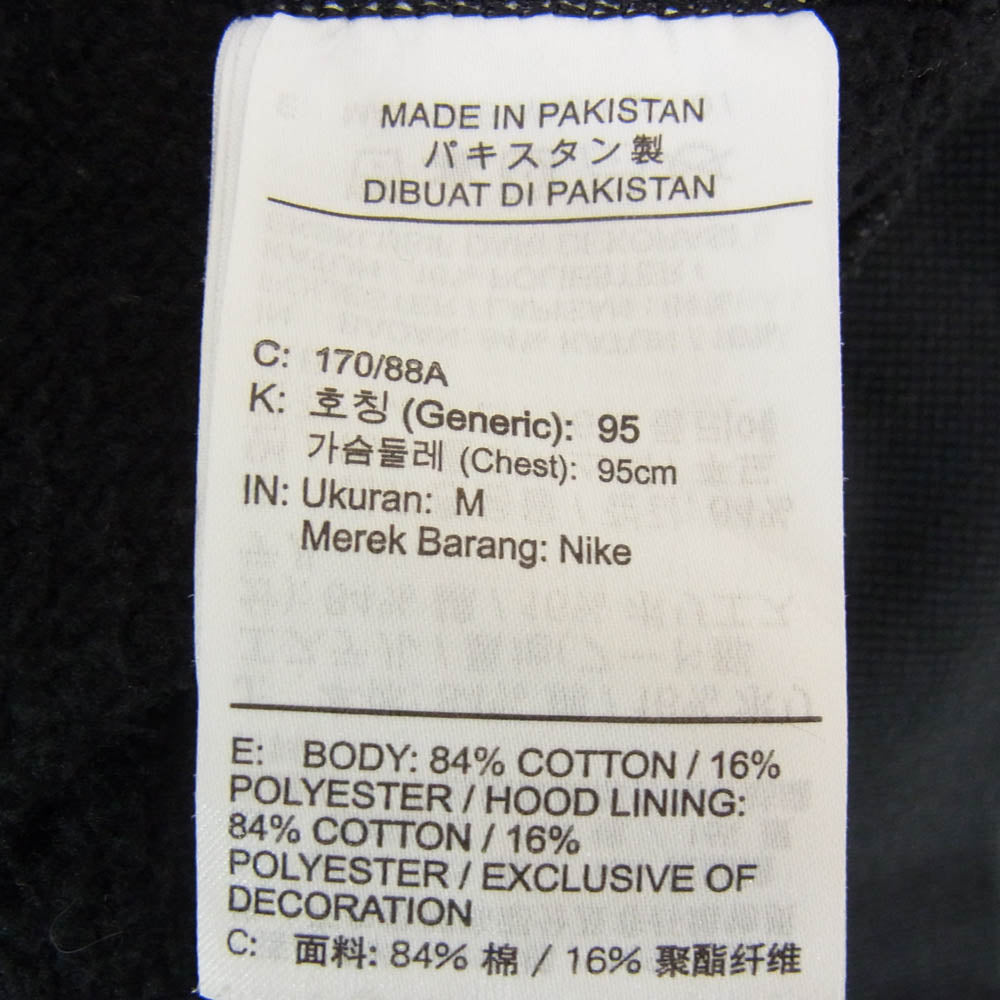 MADE IN PAKISTAN
パキスタン製
DIBUAT DI PAKISTAN
C: 170/88A
K: 호칭 (Generic): 95
가슴둘레 (Chest): 95cm
IN: Ukuran: M
Merek Barang: Nike
E: BODY: 84% COTTON / 16%
POLYESTER / HOOD LINING:
84% COTTON / 16%
POLYESTER / EXCLUSIVE OF
DECORATION
C: 面料: 84% 棉 / 16% 聚酯纤维